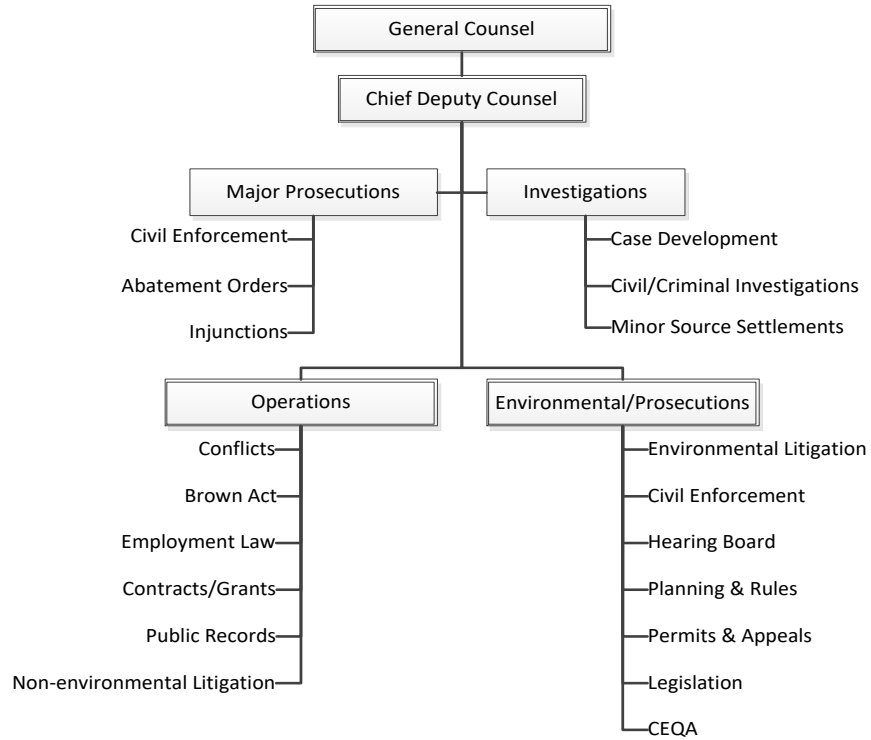 General Counsel
Chief Deputy Counsel
Major Prosecutions
Civil Enforcement
Abatement Orders
Injunctions
Investigations
Case Development
Civil/Criminal Investigations
Minor Source Settlements
Operations
Conflicts
Brown Act
Employment Law
Contracts/Grants
Public Records
Non-environmental Litigation
Environmental/Prosecutions
Environmental Litigation
Civil Enforcement
Hearing Board
Planning & Rules
Permits & Appeals
Legislation
CEQA